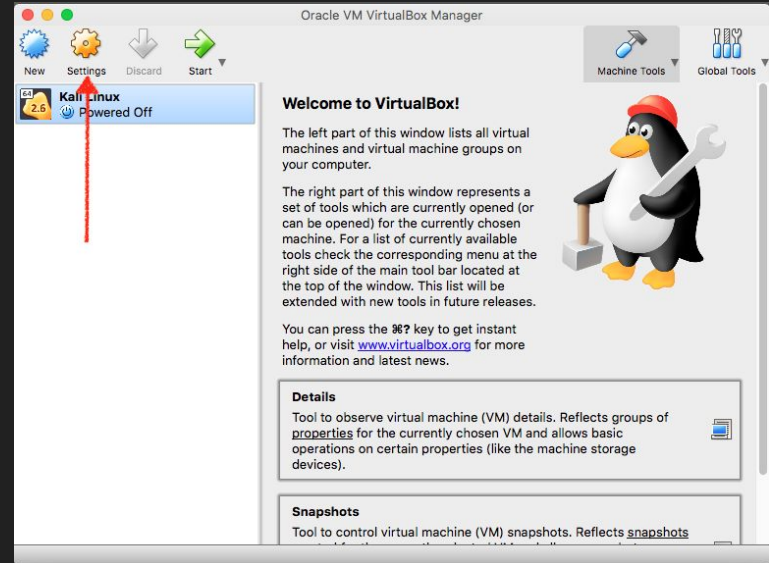 Oracle VM VirtualBox Manager
New Settings Discard Start Machine Tools Global Tools
64
2.6
Kali Linux
Powered Off
Welcome to VirtualBox!
The left part of this window lists all virtual
machines and virtual machine groups on
your computer.
The right part of this window represents a
set of tools which are currently opened (or
can be opened) for the currently chosen
machine. For a list of currently available
tools check the corresponding menu at the
right side of the main tool bar located at
the top of the window. This list will be
extended with new tools in future releases.
You can press the ⌘? key to get instant
help, or visit www.virtualbox.org for more
information and latest news.
Details
Tool to observe virtual machine (VM) details. Reflects groups of
properties for the currently chosen VM and allows basic
operations on certain properties (like the machine storage
devices).
Snapshots
Tool to control virtual machine (VM) snapshots. Reflects snapshots